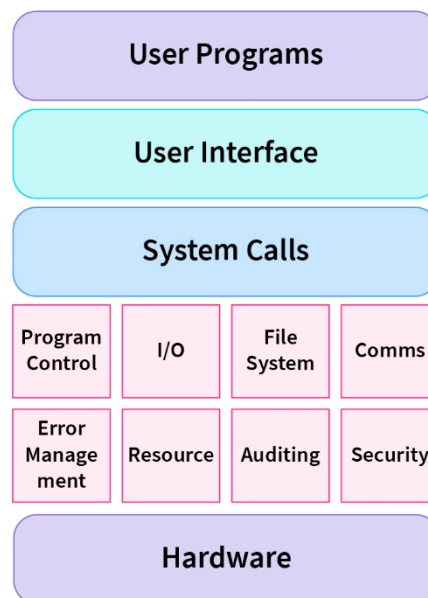 User Programs
User Interface
System Calls
Program
Control
I/O
File
System
Comms
Error
Manage
ment
Resource
Auditing
Security
Hardware